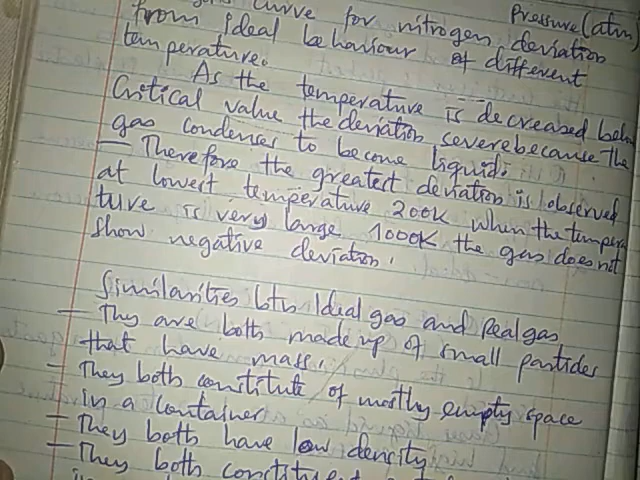 curve for nitrogen deviation Pressure (atm)
from ideal behaviour of different
temperature.
As the temperature is decreased below
Critical value the deviation severe because the
gas condenses to become liquid.
— Therefore the greatest deviation is observed
at lowest temperature 200K when the tempera
ture is very large 1000K the gas does not
show negative deviation.
Similarities btn Ideal gas and Real gas
— They are both made up of small particles
that have mass.
— They both constitute of mostly empty space
in a container
— They both have low density
— They both